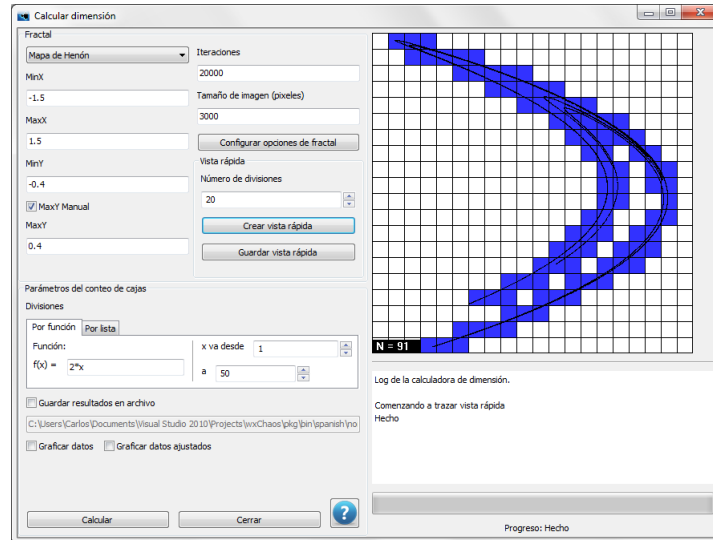 Calcular dimensión
Fractal
Mapa de Henón
MinX
-1.5
MaxX
1.5
MinY
-0.4
MaxY Manual
MaxY
0.4
Iteraciones
20000
Tamaño de imagen (pixeles)
3000
Configurar opciones de fractal
Vista rápida
Número de divisiones
20
Crear vista rápida
Guardar vista rápida
Parámetros del conteo de cajas
Divisiones
Por función Por lista
Función:
f(x) = 2*x
x va desde 1
a 50
Guardar resultados en archivo
C:\Users\Carlos\Documents\Visual Studio 2010\Projects\wxChaos\pkg\bin\spanish\no
Graficar datos Graficar datos ajustados
Calcular Cerrar
?
N = 91
Log de la calculadora de dimensión.
Comenzando a trazar vista rápida
Hecho
Progreso: Hecho